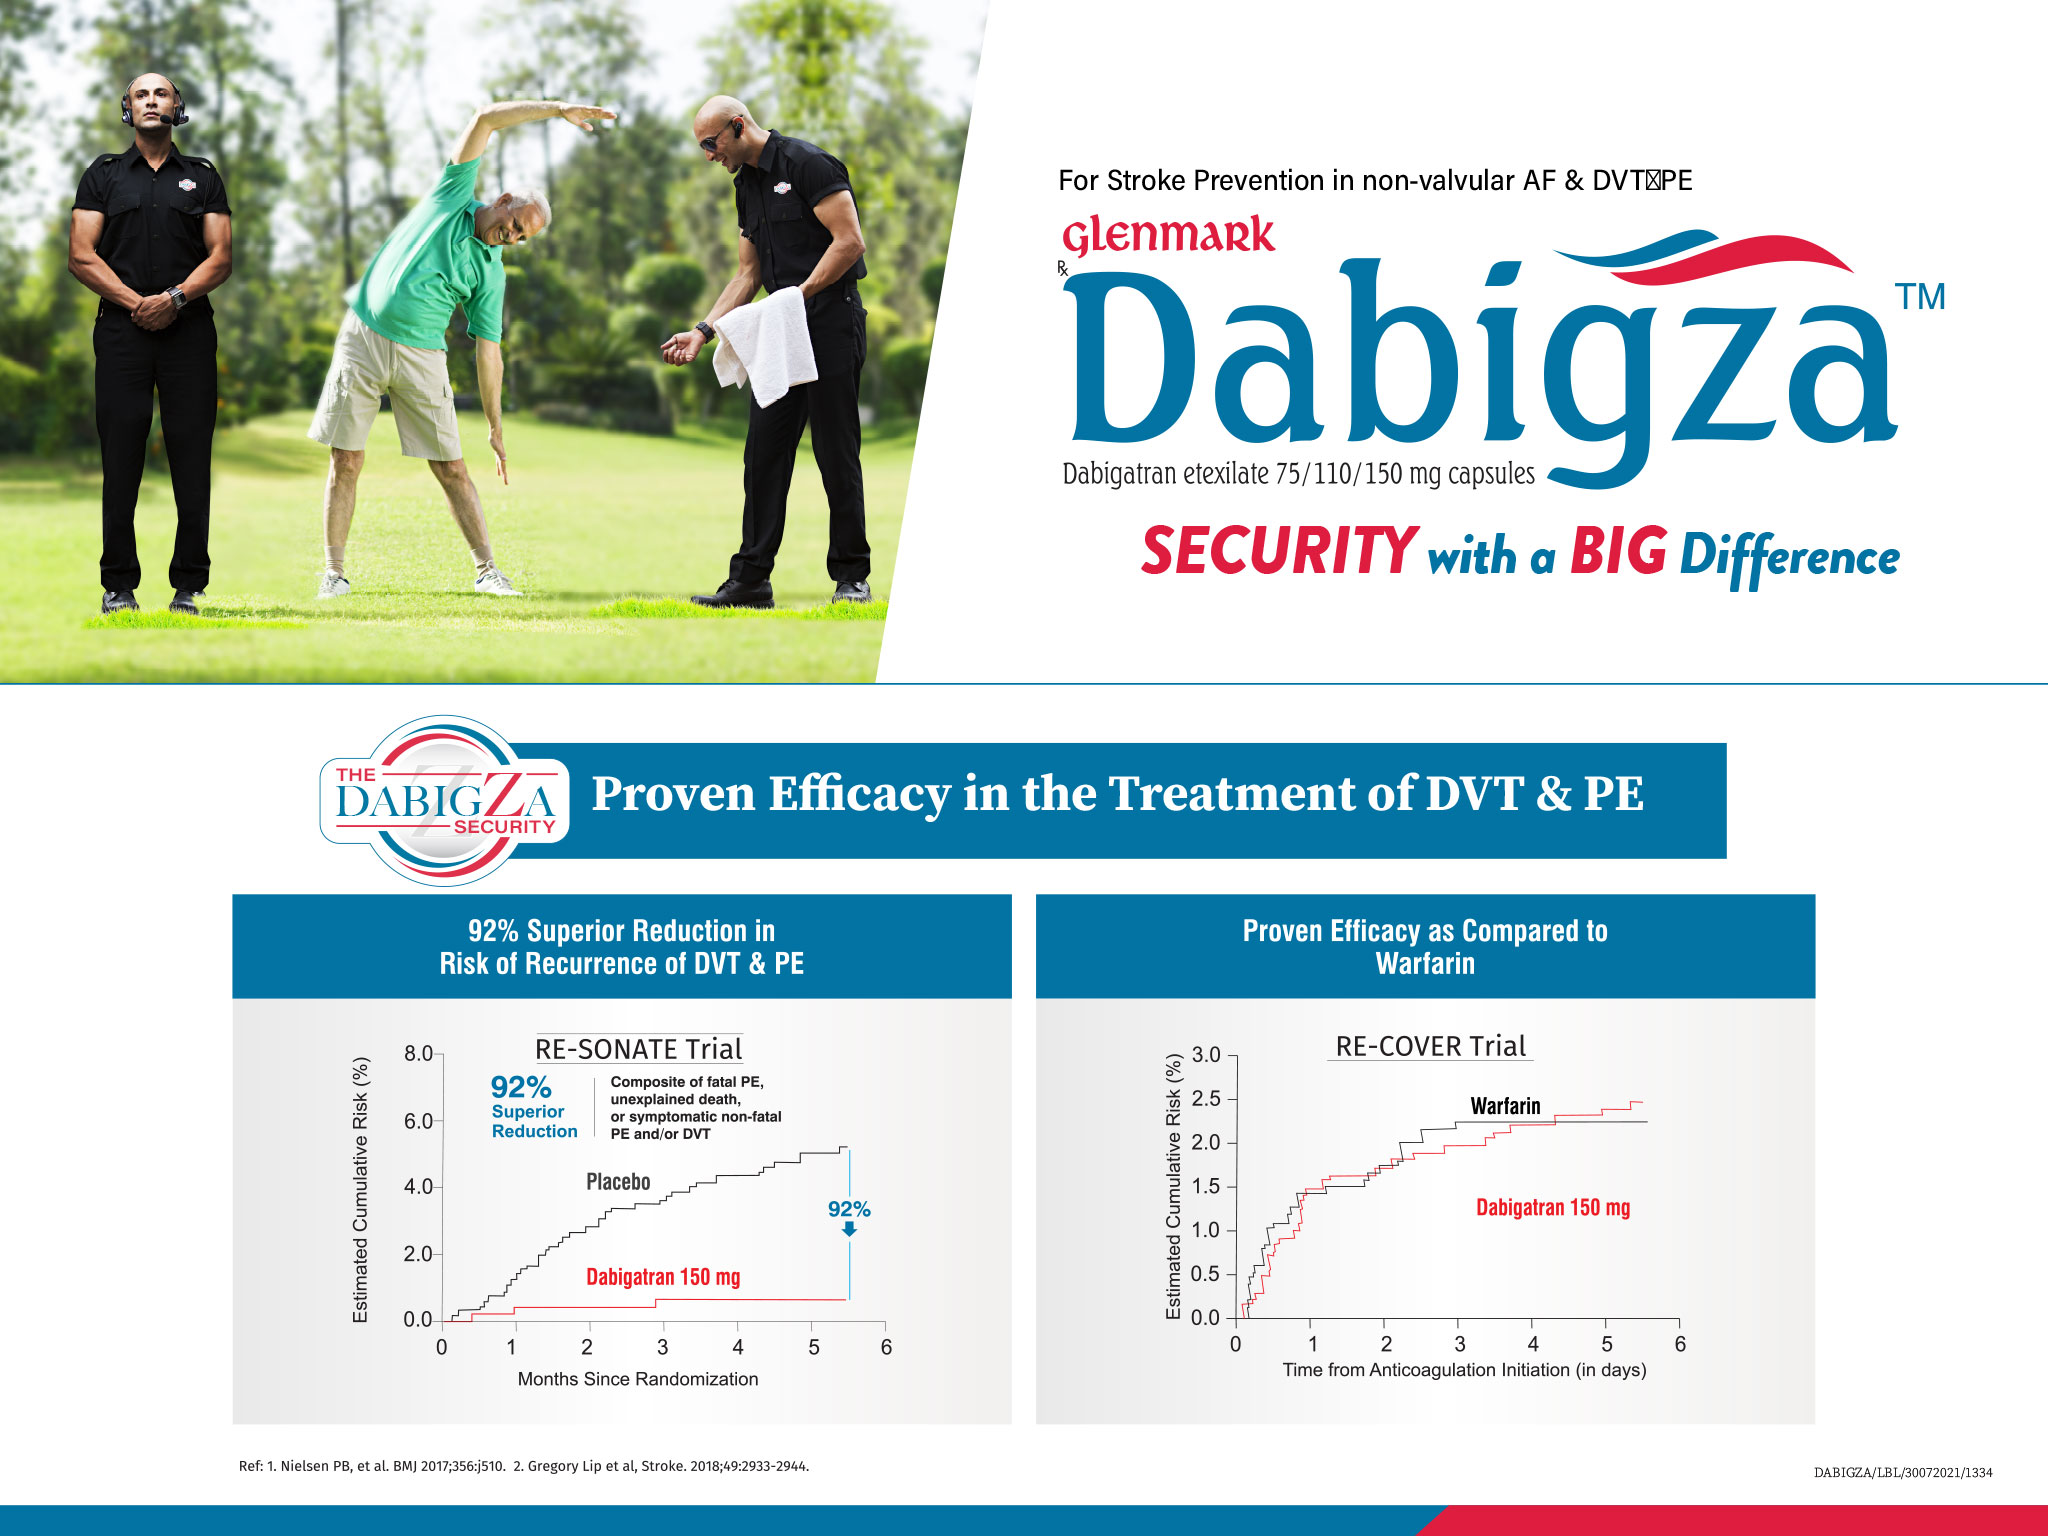 For Stroke Prevention in non-valvular AF & DVT☒PE
glenmark
℞
Dabigza™
Dabigatran etexilate 75/110/150 mg capsules
SECURITY with a BIG Difference
THE
DABIGZA
SECURITY
Proven Efficacy in the Treatment of DVT & PE
92% Superior Reduction in
Risk of Recurrence of DVT & PE
RE-SONATE Trial
92%
Superior
Reduction
Composite of fatal PE,
unexplained death,
or symptomatic non-fatal
PE and/or DVT
Estimated Cumulative Risk (%)
8.0
6.0
4.0
2.0
0.0
Placebo
92%
Dabigatran 150 mg
0 1 2 3 4 5 6
Months Since Randomization
Proven Efficacy as Compared to
Warfarin
RE-COVER Trial
Estimated Cumulative Risk (%)
3.0
2.5
2.0
1.5
1.0
0.5
0.0
Warfarin
Dabigatran 150 mg
0 1 2 3 4 5 6
Time from Anticoagulation Initiation (in days)
Ref: 1. Nielsen PB, et al. BMJ 2017;356:j510. 2. Gregory Lip et al, Stroke. 2018;49:2933-2944.
DABIGZA/LBL/30072021/1334